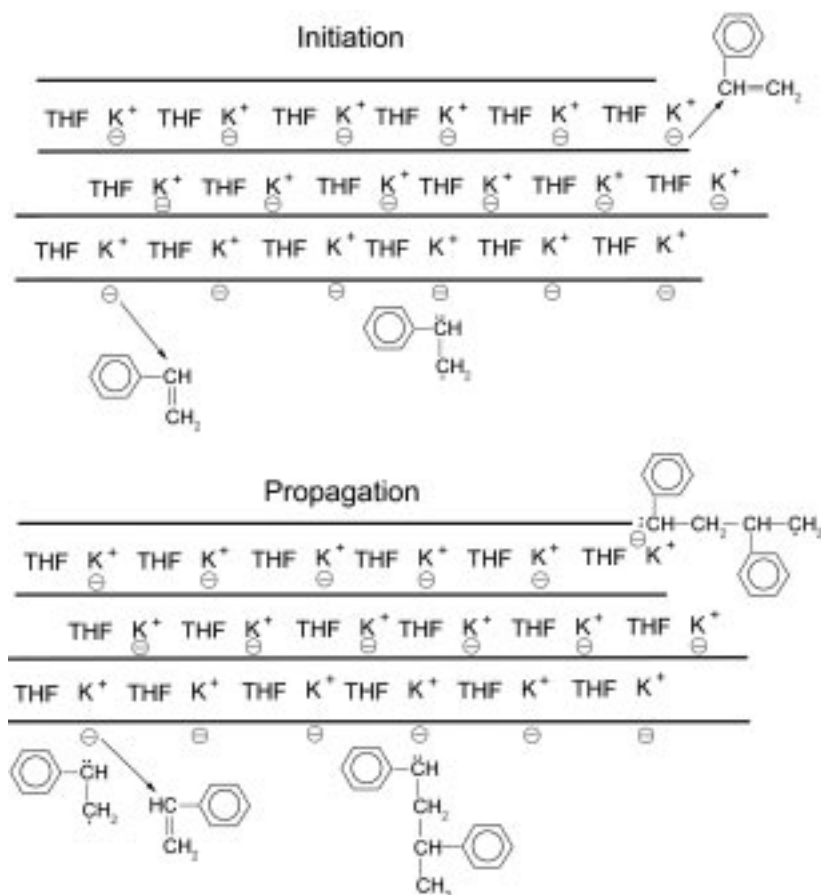 Initiation
CH=CH₂
THF K⁺ THF K⁺ THF K⁺ THF K⁺ THF K⁺ THF K⁺
⊖ ⊖ ⊖ ⊖ ⊖ ⊖
THF K⁺ THF K⁺ THF K⁺ THF K⁺ THF K⁺ THF K⁺
⊖ ⊖ ⊖ ⊖ ⊖ ⊖
THF K⁺ THF K⁺ THF K⁺ THF K⁺ THF K⁺ THF K⁺
⊖ ⊖ ⊖ ⊖ ⊖ ⊖
CH
CH₂
CH
CH₂
Propagation
CH—CH₂—CH—CH₂
⊖
THF K⁺ THF K⁺ THF K⁺ THF K⁺ THF K⁺ THF K⁺
⊖ ⊖ ⊖ ⊖ ⊖
THF K⁺ THF K⁺ THF K⁺ THF K⁺ THF K⁺ THF K⁺
⊖ ⊖ ⊖ ⊖ ⊖ ⊖
THF K⁺ THF K⁺ THF K⁺ THF K⁺ THF K⁺ THF K⁺
⊖ ⊖ ⊖ ⊖ ⊖ ⊖
CH
CH₂
HC
CH₂
CH
CH₂
CH
CH₂